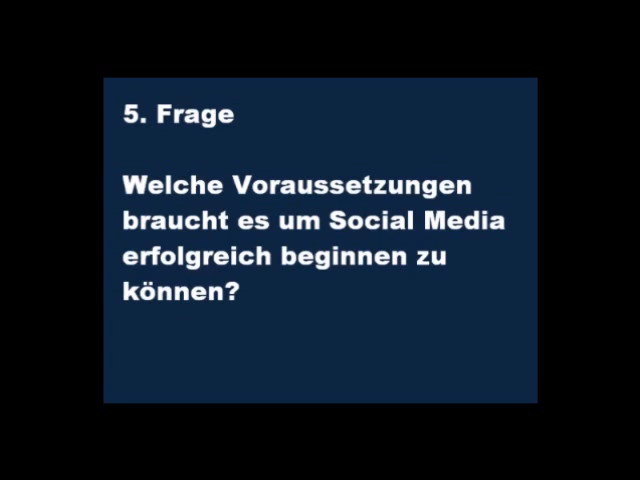 5. Frage
Welche Voraussetzungen
braucht es um Social Media
erfolgreich beginnen zu
können?